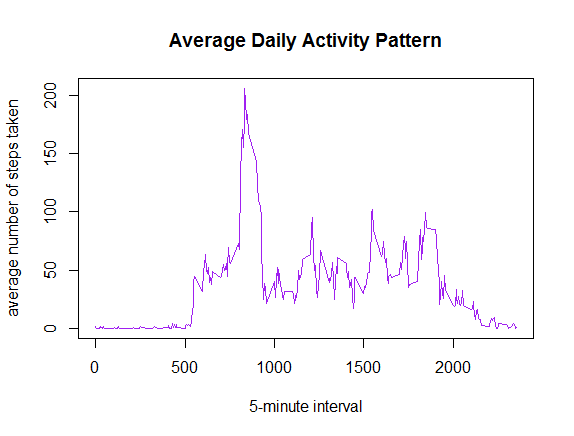 Average Daily Activity Pattern
average number of steps taken
200
150
100
50
0
0 500 1000 1500 2000
5-minute interval